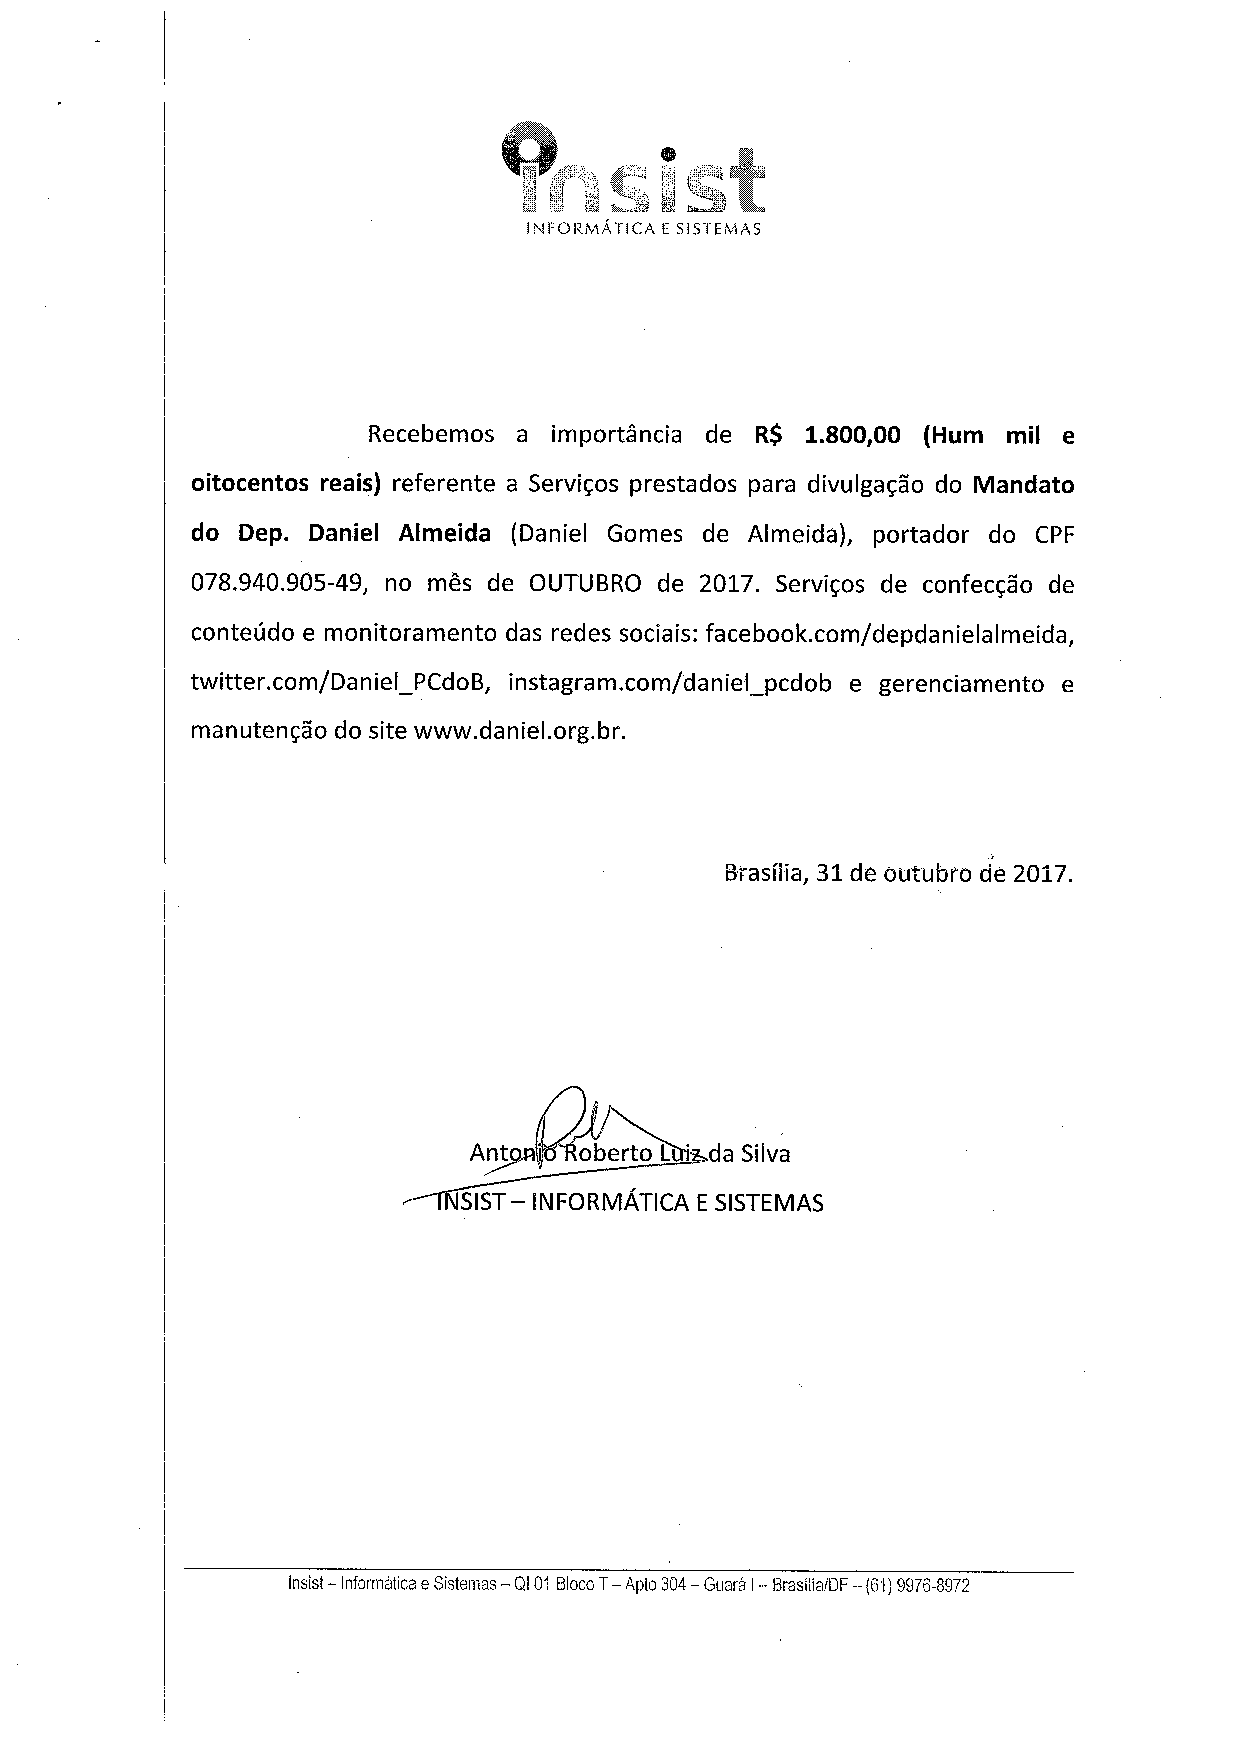 insist
INFORMÁTICA E SISTEMAS
Recebemos a importância de R$ 1.800,00 (Hum mil e
oitocentos reais) referente a Serviços prestados para divulgação do Mandato
do Dep. Daniel Almeida (Daniel Gomes de Almeida), portador do CPF
078.940.905-49, no mês de OUTUBRO de 2017. Serviços de confecção de
conteúdo e monitoramento das redes sociais: facebook.com/depdanielalmeida,
twitter.com/Daniel_PCdoB, instagram.com/daniel_pcdob e gerenciamento e
manutenção do site www.daniel.org.br.
Brasília, 31 de outubro de 2017.
Antonio Roberto Luiz da Silva
INSIST – INFORMÁTICA E SISTEMAS
Insist – Informática e Sistemas – QI 01 Bloco T – Apto 304 – Guará I – Brasília/DF – (61) 9976-8972